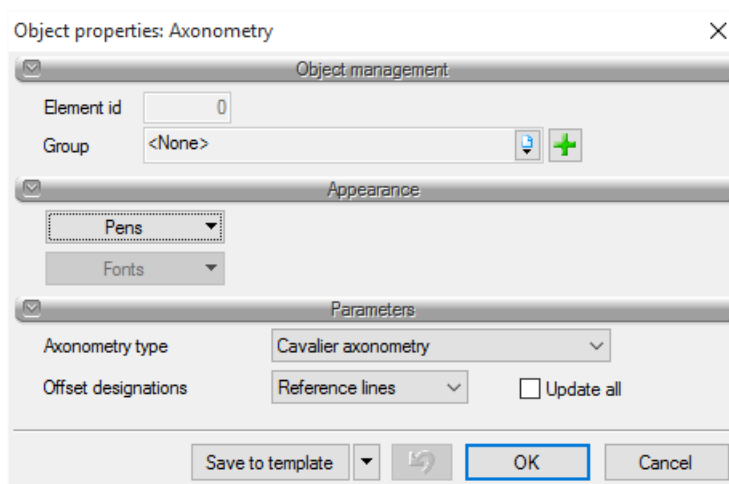 Object properties: Axonometry
Object management
Element id 0
Group <None>
Appearance
Pens
Fonts
Parameters
Axonometry type Cavalier axonometry
Offset designations Reference lines Update all
Save to template OK Cancel